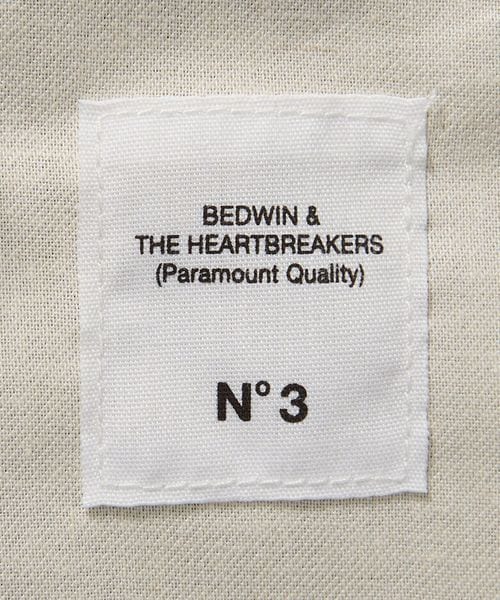 BEDWIN &
THE HEARTBREAKERS
(Paramount Quality)
N° 3